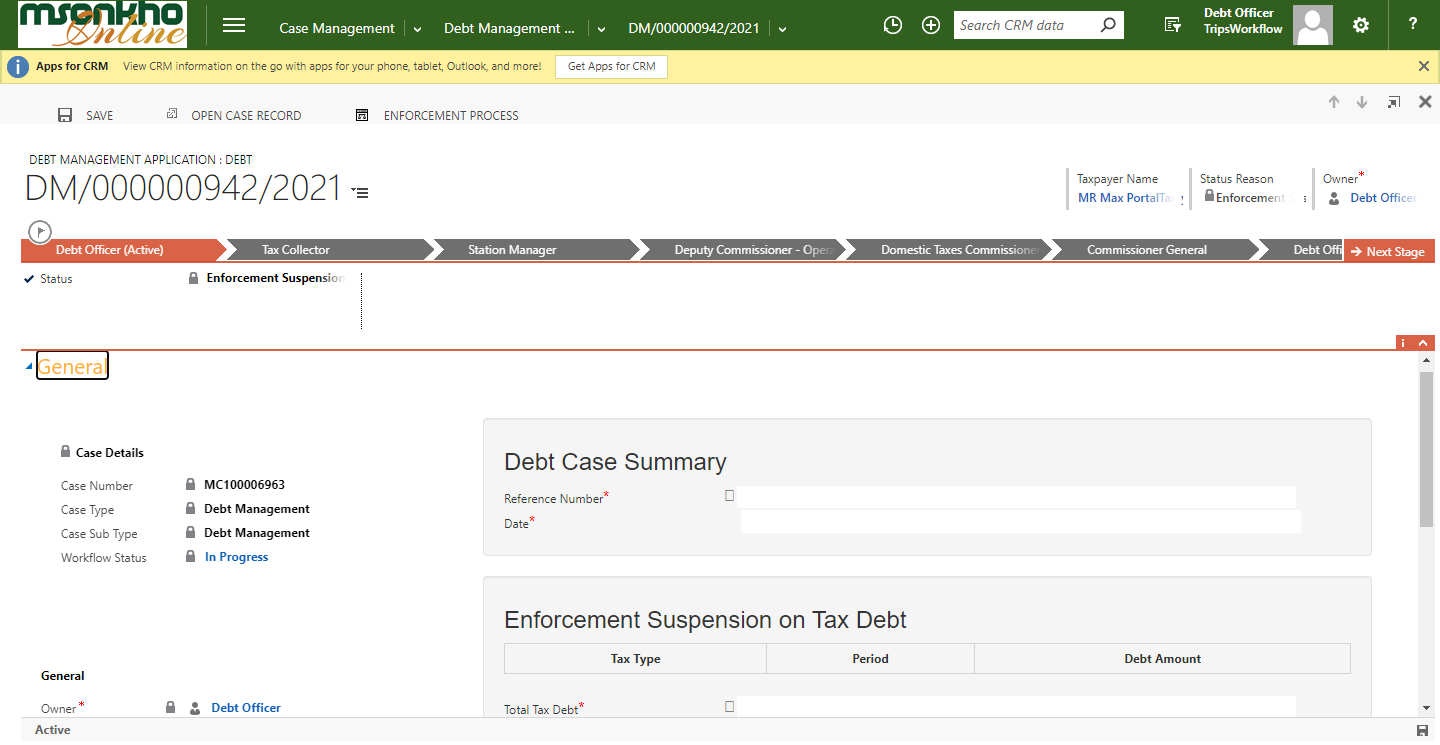 msonkho Online
Case Management
Debt Management ...
DM/000000942/2021
Search CRM data
Debt Officer
TripsWorkflow
?
i Apps for CRM View CRM information on the go with apps for your phone, tablet, Outlook, and more! Get Apps for CRM
SAVE OPEN CASE RECORD ENFORCEMENT PROCESS
DEBT MANAGEMENT APPLICATION : DEBT
DM/000000942/2021
Taxpayer Name
MR Max PortalTa
Status Reason
Enforcement
Owner*
Debt Officer
Debt Officer (Active) Tax Collector Station Manager Deputy Commissioner - Oper Domestic Taxes Commissione Commissioner General Debt Offi Next Stage
Status Enforcement Suspension
i
General
Case Details
Case Number MC100006963
Case Type Debt Management
Case Sub Type Debt Management
Workflow Status In Progress
General
Owner* Debt Officer
Debt Case Summary
Reference Number*
Date*
Enforcement Suspension on Tax Debt
Tax Type Period Debt Amount
Total Tax Debt*
Active